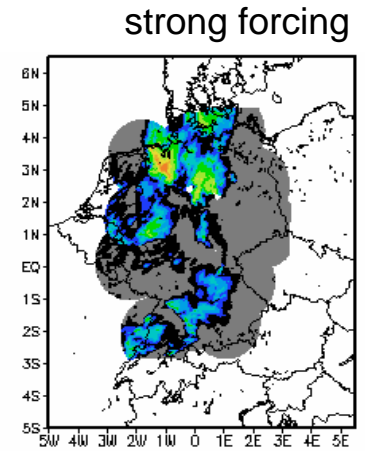 strong forcing
6N
5N
4N
3N
2N
1N
EQ
1S
2S
3S
4S
5S
5W 4W 3W 2W 1W 0 1E 2E 3E 4E 5E